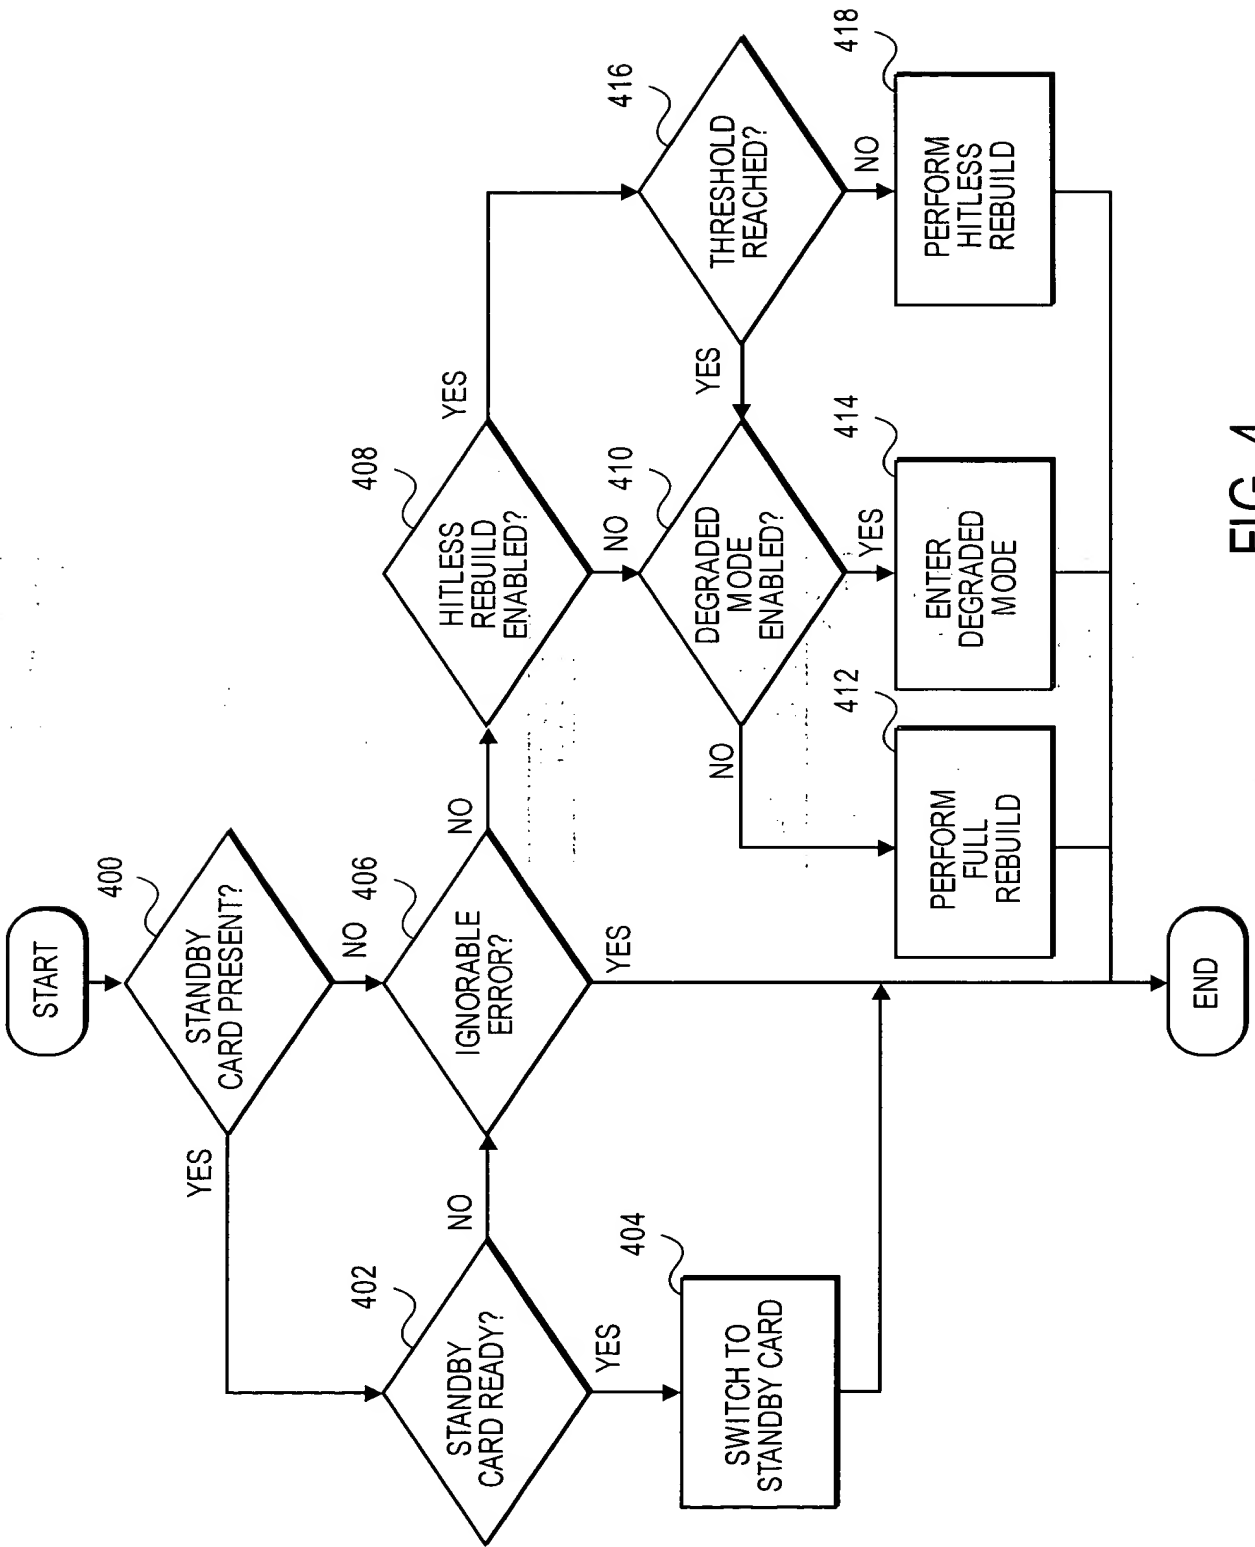 START
400
STANDBY
CARD PRESENT?
YES
NO
402
STANDBY
CARD READY?
NO
YES
404
SWITCH TO
STANDBY CARD
406
IGNORABLE
ERROR?
NO
YES
408
HITLESS
REBUILD
ENABLED?
YES
NO
410
DEGRADED
MODE
ENABLED?
NO
YES
416
THRESHOLD
REACHED?
YES
NO
412
PERFORM
FULL
REBUILD
414
ENTER
DEGRADED
MODE
418
PERFORM
HITLESS
REBUILD
END
FIG. 4